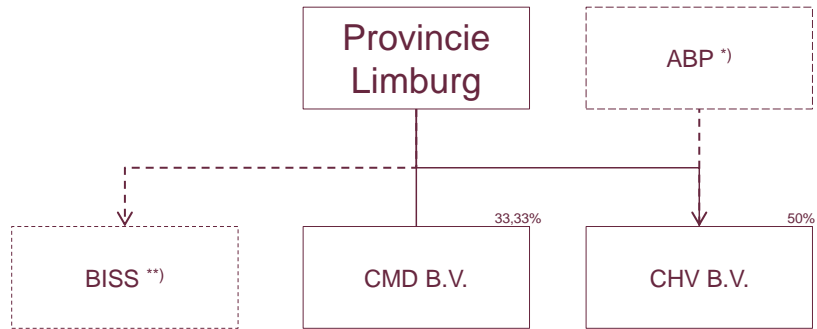 Provincie
Limburg
ABP *)
33,33%
50%
BISS **)
CMD B.V.
CHV B.V.